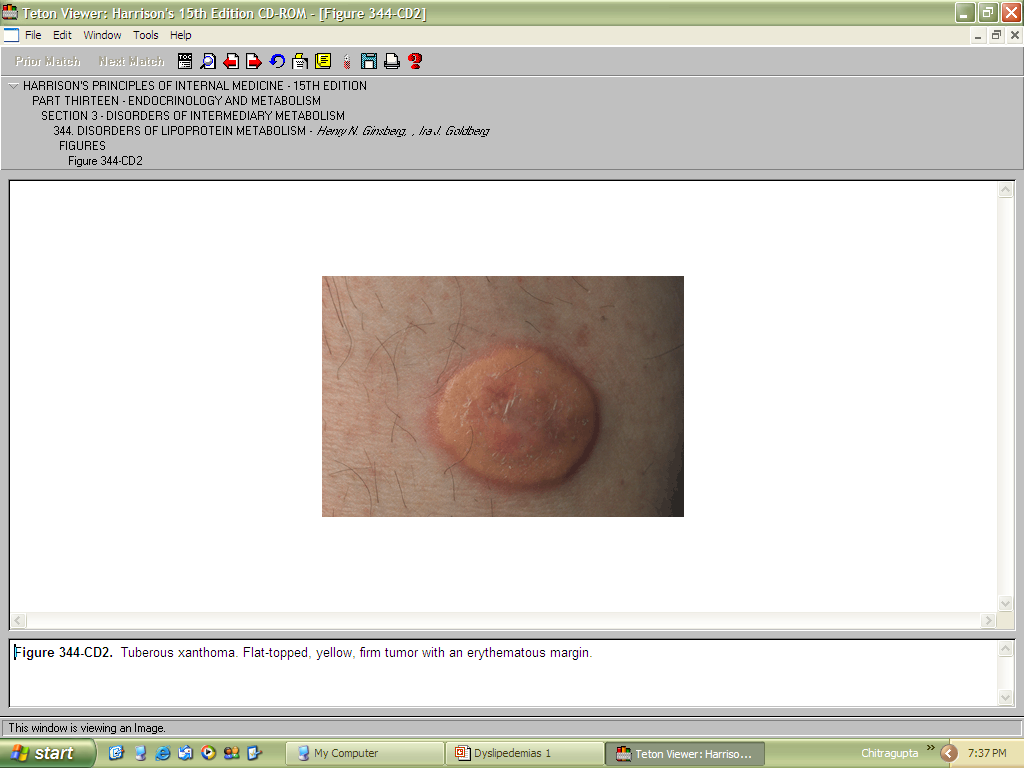 Teton Viewer: Harrison's 15th Edition CD-ROM - [Figure 344-CD2]
File Edit Window Tools Help
Prior Match Next Match TOC
HARRISON'S PRINCIPLES OF INTERNAL MEDICINE - 15TH EDITION
PART THIRTEEN - ENDOCRINOLOGY AND METABOLISM
SECTION 3 - DISORDERS OF INTERMEDIARY METABOLISM
344. DISORDERS OF LIPOPROTEIN METABOLISM - Henry N. Ginsberg, , Ira J. Goldberg
FIGURES
Figure 344-CD2
Figure 344-CD2. Tuberous xanthoma. Flat-topped, yellow, firm tumor with an erythematous margin.
This window is viewing an Image.
start My Computer Dyslipedemias 1 Teton Viewer: Harriso... Chitragupta 7:37 PM